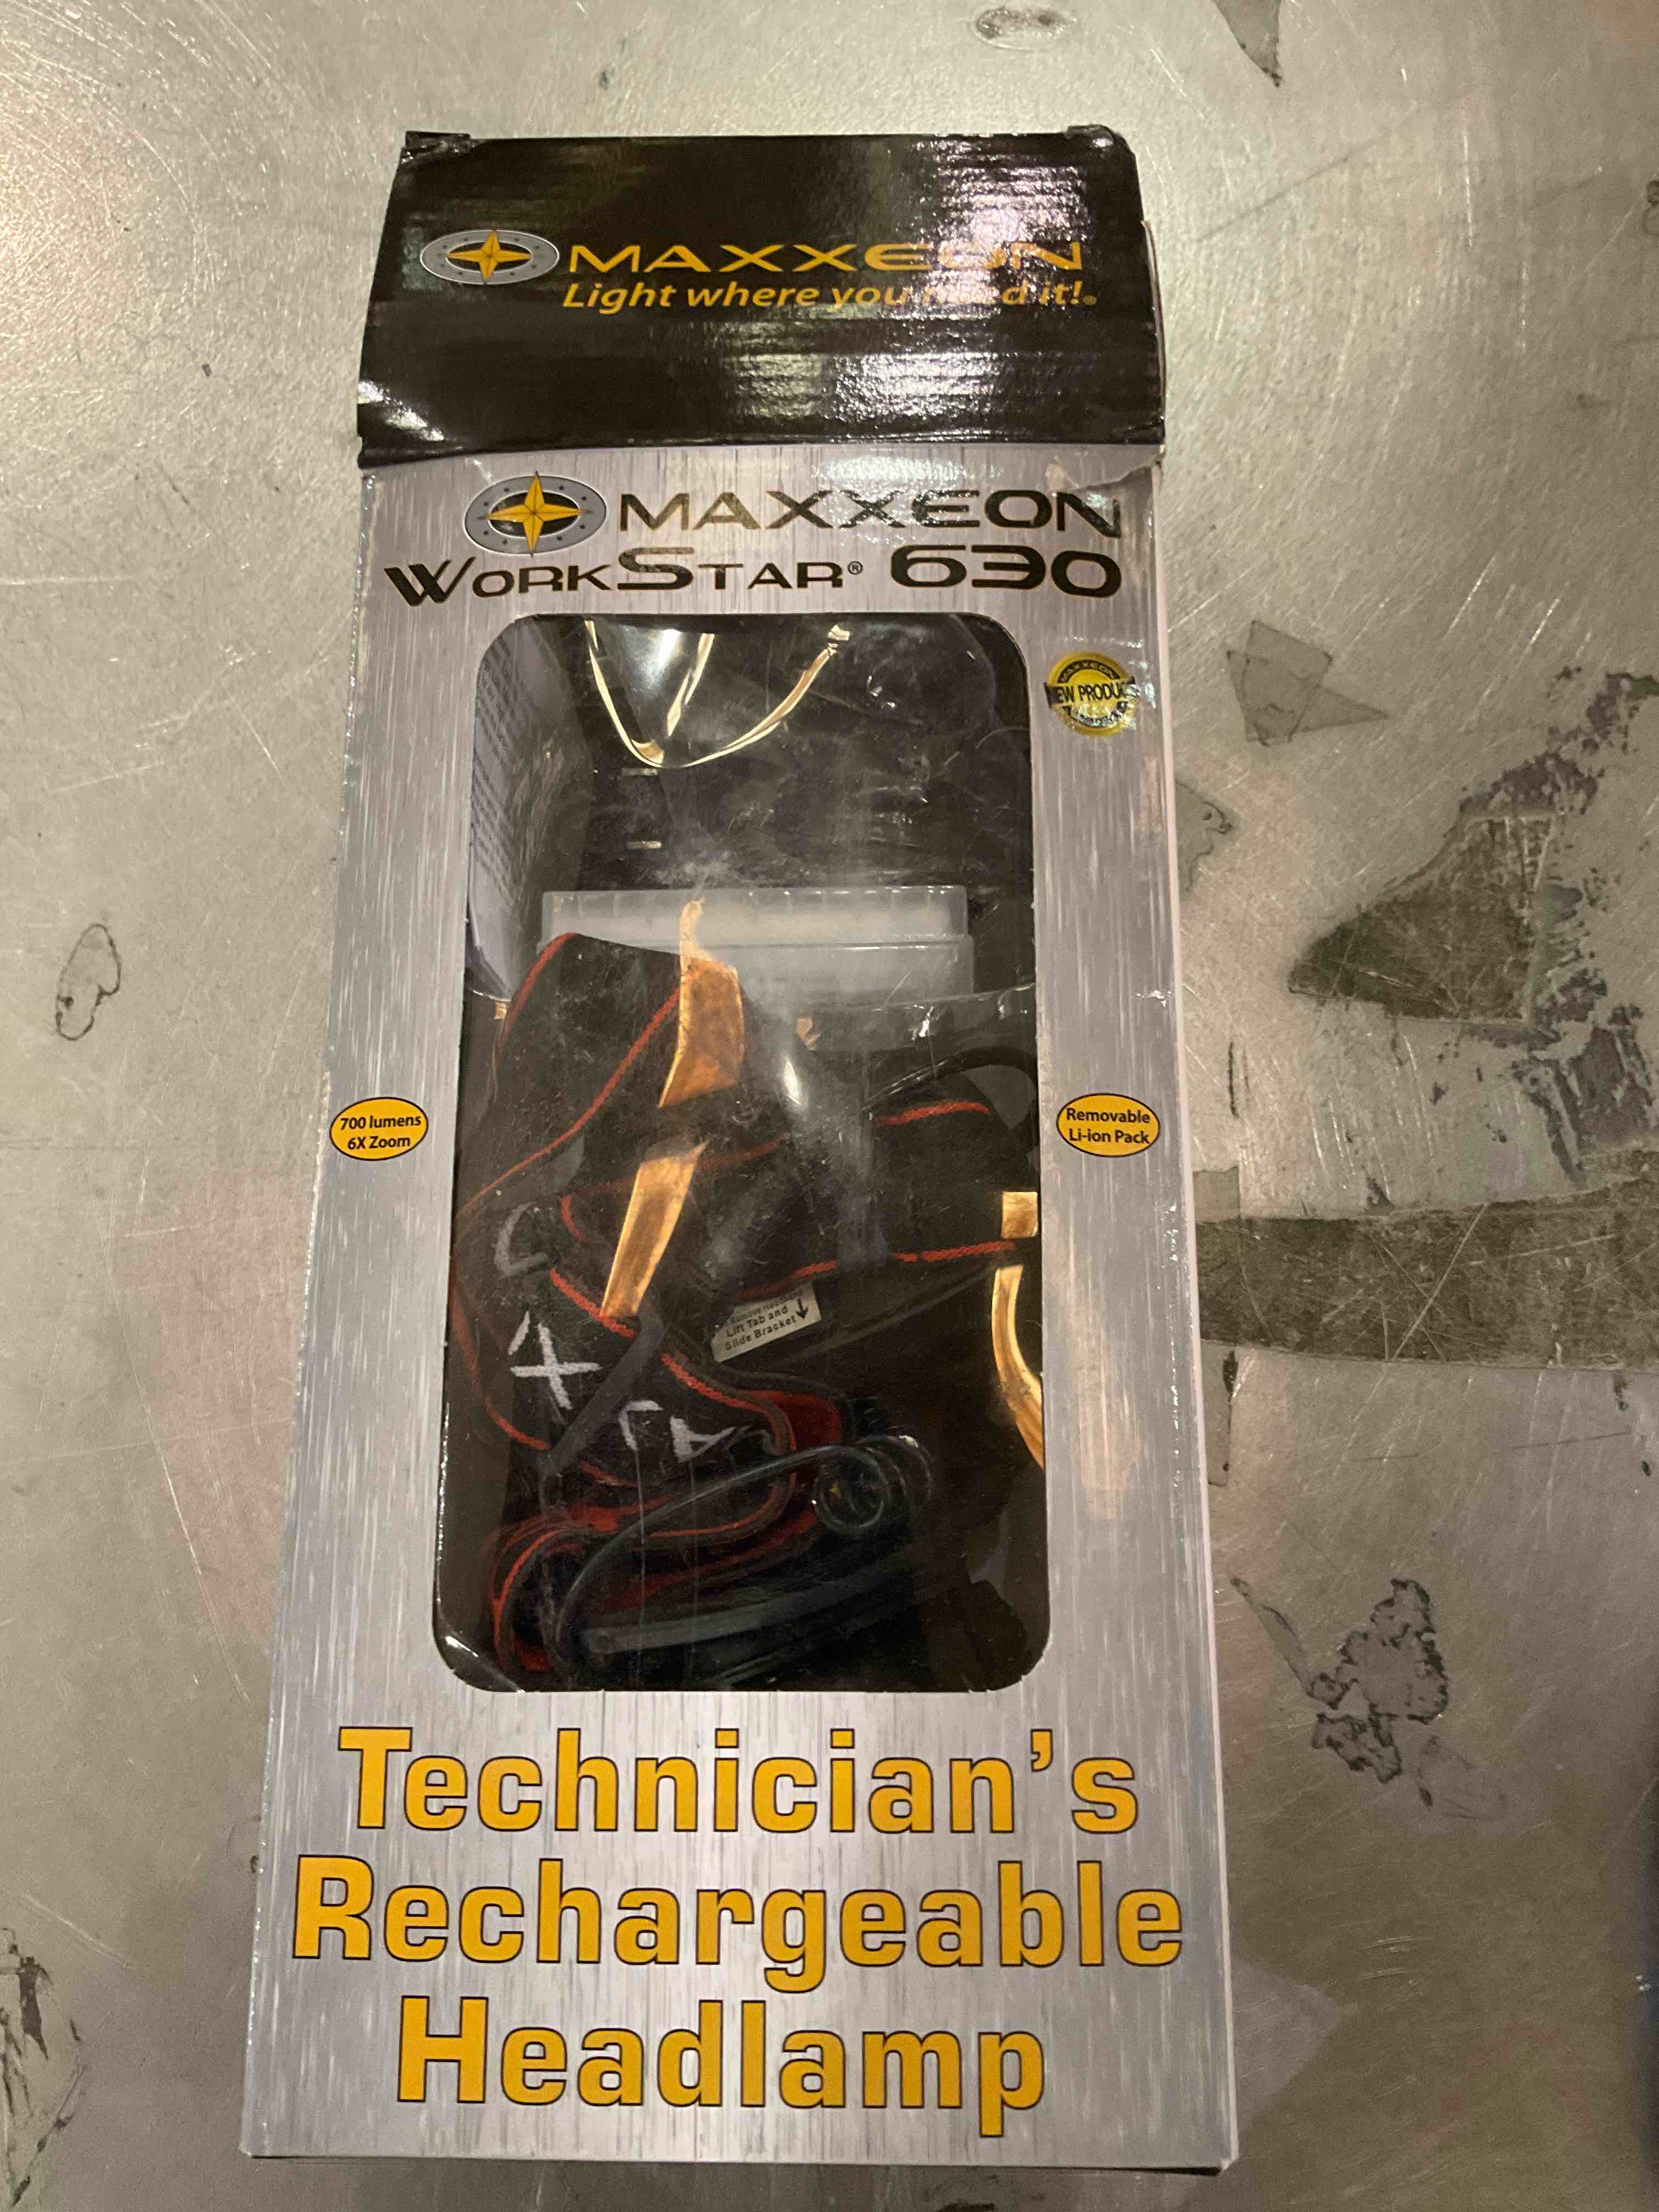 MAXXEON
Light where you need it!®
MAXXEON
WORKSTAR® 630
MAXXEON
NEW PRODUCT
700 lumens
6X Zoom
Removable
Li-ion Pack
Lift Tab and
Slide Bracket
Technician's
Rechargeable
Headlamp